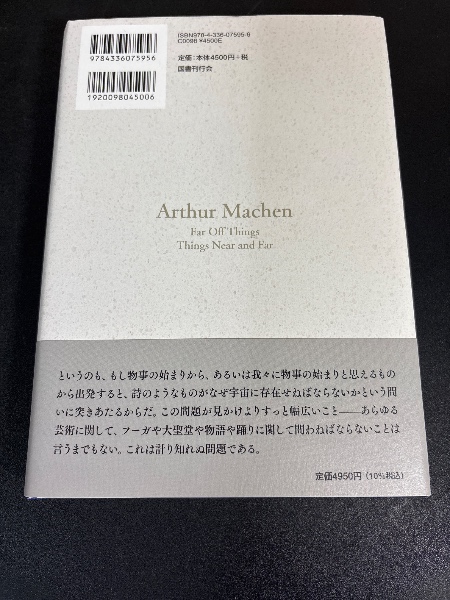 9784336075956
1920098045006
ISBN978-4-336-07595-6
C0098 ¥4500E
定価:本体4500円+税
国書刊行会
Arthur Machen
Far Off Things
Things Near and Far
というのも、もし物事の始まりから、あるいは我々に物事の始まりと思えるもの
から出発すると、詩のようなものがなぜ宇宙に存在せねばならないかという問い
に突きあたるからだ。この問題が見かけよりずっと幅広いこと——あらゆる
芸術に関して、フーガや大聖堂や物語や踊りに関して問わねばならないことは
言うまでもない。これは計り知れぬ問題である。
定価4950円(10%税込)